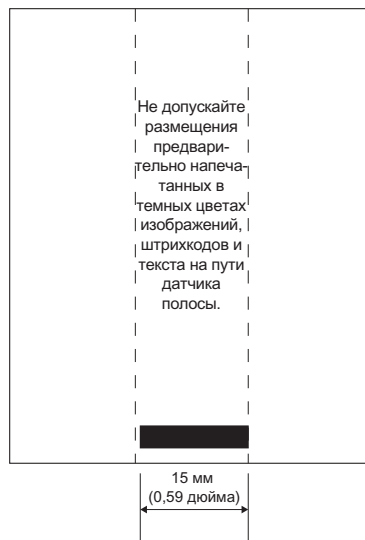 Не допускайте
размещения
предвари-
тельно напеча-
танных в
темных цветах
изображений,
штрихкодов и
текста на пути
датчика
полосы.
15 мм
(0,59 дюйма)